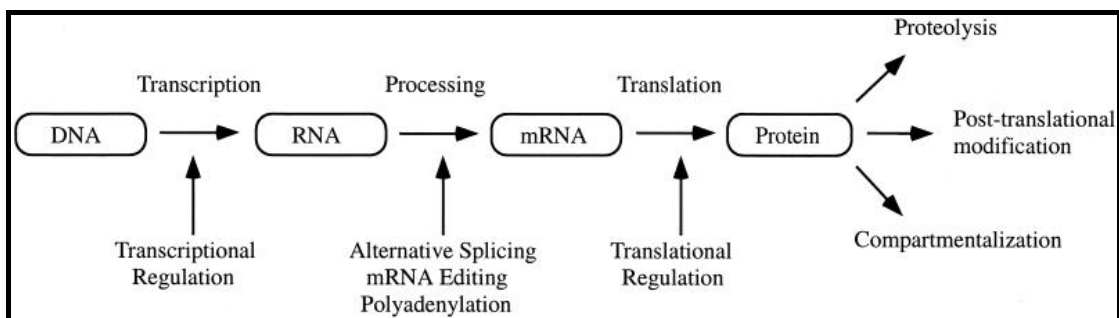 Proteolysis
Transcription
Processing
Translation
DNA
RNA
mRNA
Protein
Post-translational
modification
Transcriptional
Regulation
Alternative Splicing
mRNA Editing
Polyadenylation
Translational
Regulation
Compartmentalization